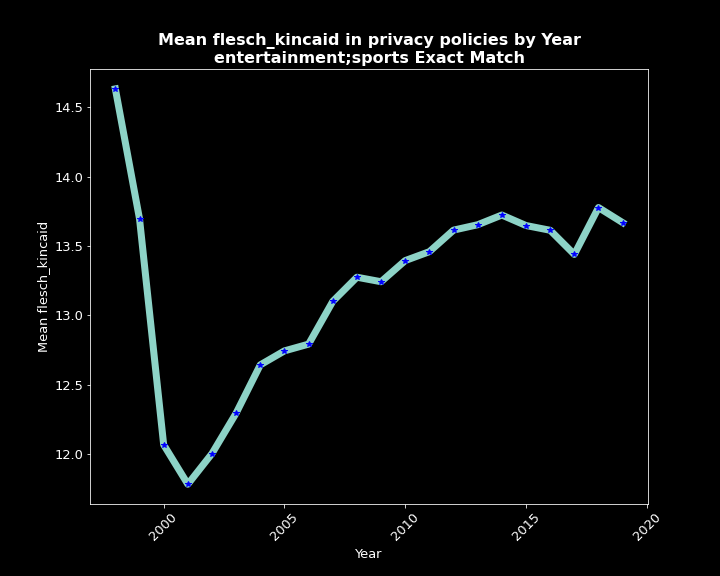 Mean flesch_kincaid in privacy policies by Year
entertainment;sports Exact Match
14.5
14.0
13.5
13.0
12.5
12.0
Mean flesch_kincaid
2000
2005
2010
2015
2020
Year